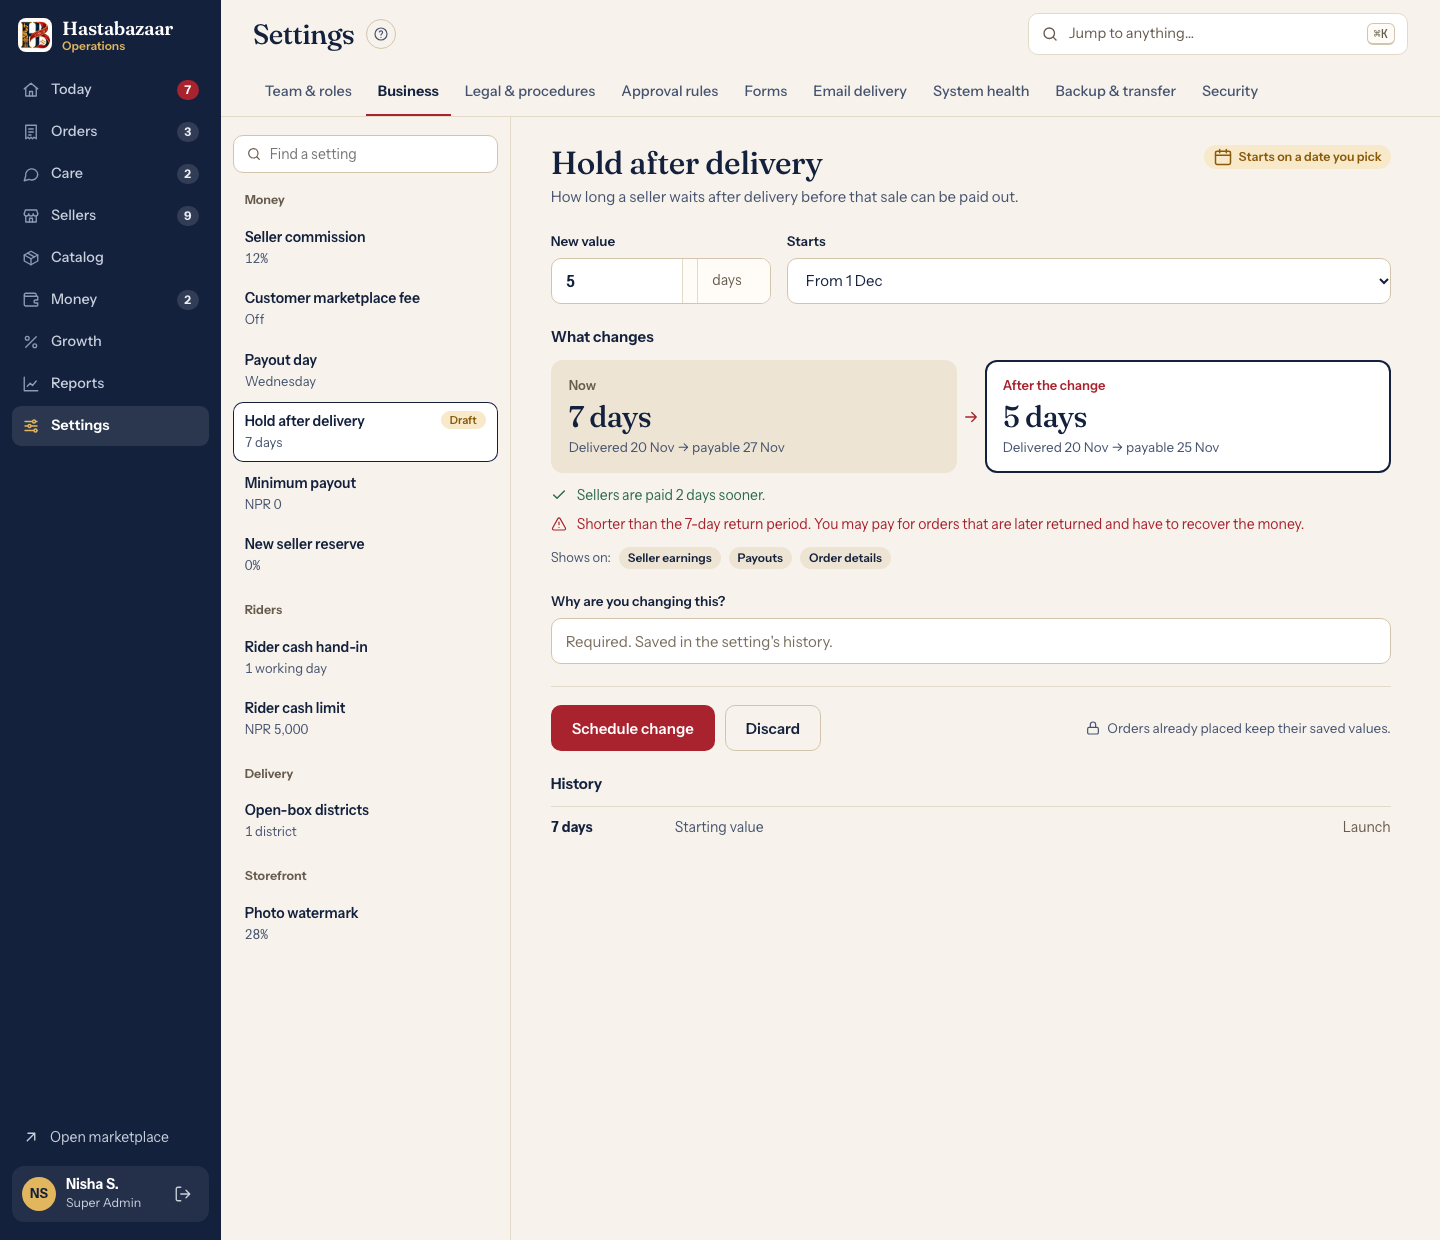 Hastabazaar
Operations
Today 7
Orders 3
Care 2
Sellers 9
Catalog
Money 2
Growth
Reports
Settings
Open marketplace
NS
Nisha S.
Super Admin
Settings
Jump to anything...
⌘K
Team & roles
Business
Legal & procedures
Approval rules
Forms
Email delivery
System health
Backup & transfer
Security
Find a setting
Money
Seller commission
12%
Customer marketplace fee
Off
Payout day
Wednesday
Hold after delivery
Draft
7 days
Minimum payout
NPR 0
New seller reserve
0%
Riders
Rider cash hand-in
1 working day
Rider cash limit
NPR 5,000
Delivery
Open-box districts
1 district
Storefront
Photo watermark
28%
Hold after delivery
Starts on a date you pick
How long a seller waits after delivery before that sale can be paid out.
New value
5
days
Starts
From 1 Dec
What changes
Now
7 days
Delivered 20 Nov → payable 27 Nov
→
After the change
5 days
Delivered 20 Nov → payable 25 Nov
Sellers are paid 2 days sooner.
Shorter than the 7-day return period. You may pay for orders that are later returned and have to recover the money.
Shows on: Seller earnings Payouts Order details
Why are you changing this?
Required. Saved in the setting's history.
Schedule change
Discard
Orders already placed keep their saved values.
History
7 days Starting value Launch